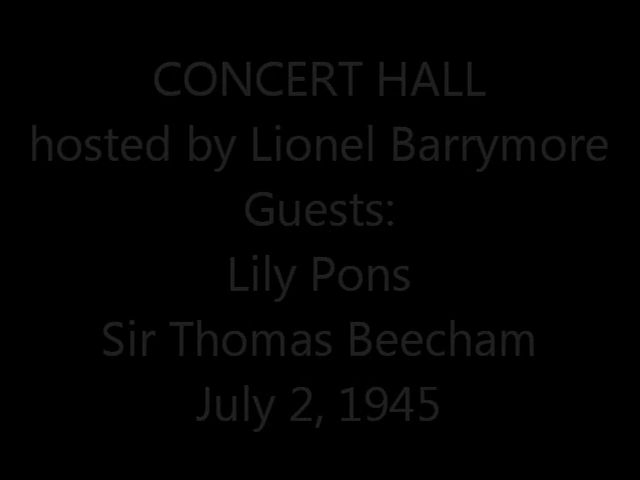 CONCERT HALL
hosted by Lionel Barrymore
Guests:
Lily Pons
Sir Thomas Beecham
July 2, 1945